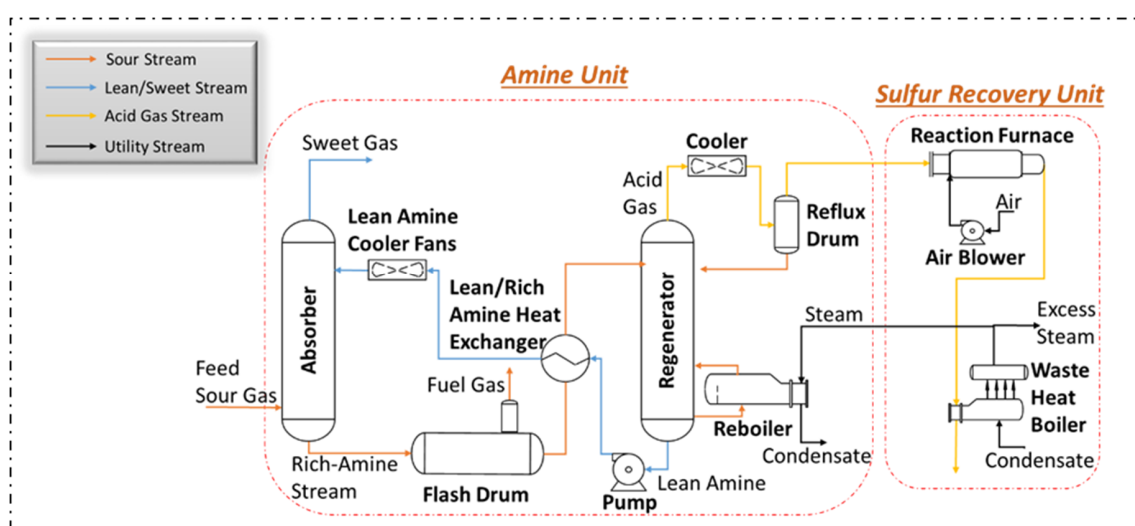 Sour Stream
Lean/Sweet Stream
Acid Gas Stream
Utility Stream
Amine Unit
Sulfur Recovery Unit
Sweet Gas
Lean Amine
Cooler Fans
Absorber
Feed
Sour Gas
Rich-Amine
Stream
Flash Drum
Fuel Gas
Lean/Rich
Amine Heat
Exchanger
Pump
Lean Amine
Regenerator
Acid
Gas
Cooler
Reflux
Drum
Steam
Reboiler
Condensate
Reaction Furnace
Air
Air Blower
Excess
Steam
Waste
Heat
Boiler
Condensate